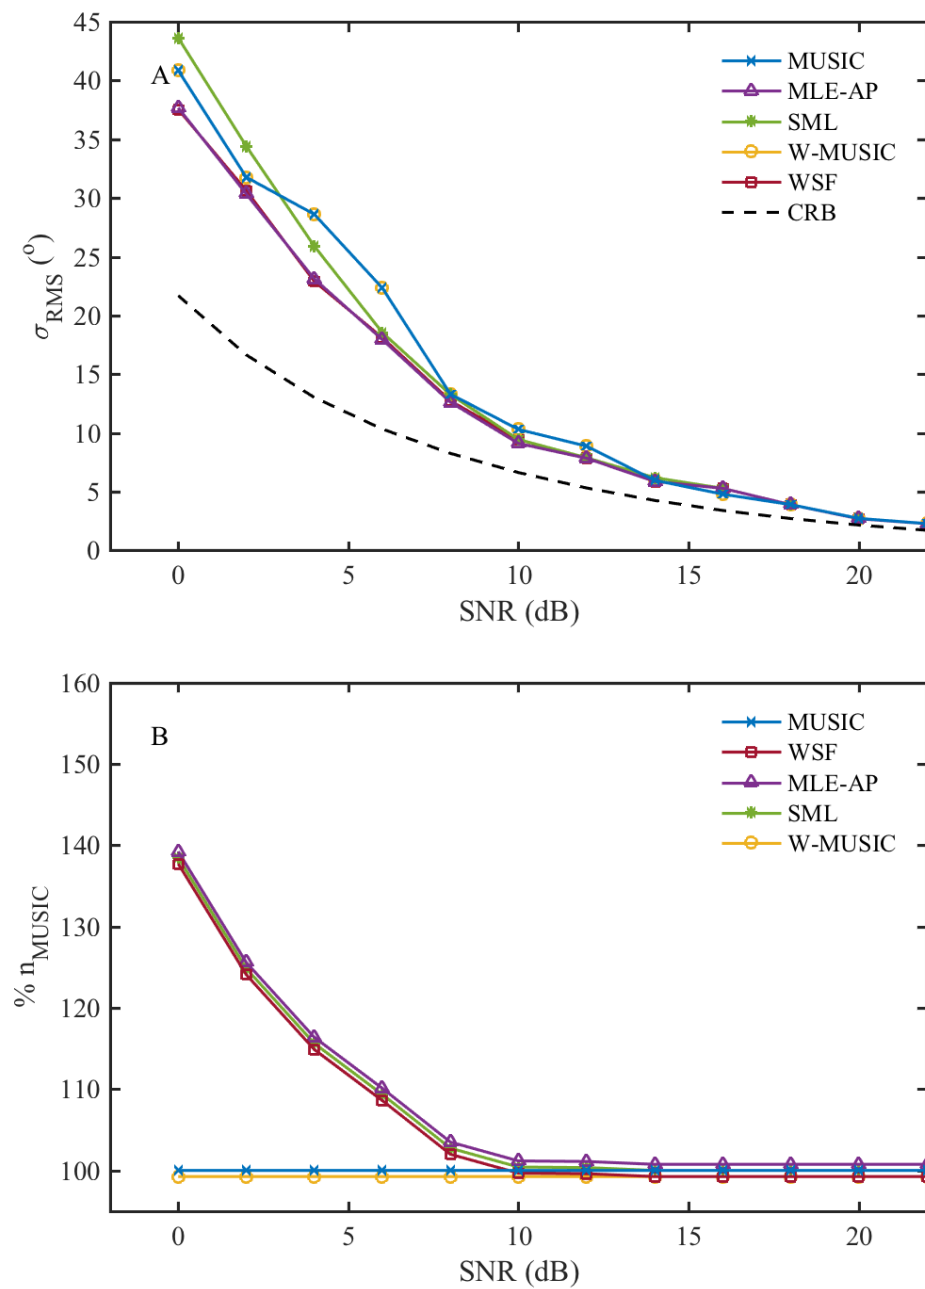 45
40
35
30
25
20
15
10
5
0
σRMS (o)
A
MUSIC
MLE-AP
SML
W-MUSIC
WSF
CRB
0 5 10 15 20
SNR (dB)
160
150
140
130
120
110
100
% nMUSIC
B
MUSIC
WSF
MLE-AP
SML
W-MUSIC
0 5 10 15 20
SNR (dB)